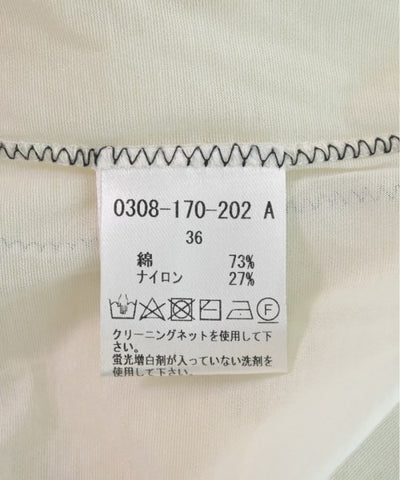 0308-170-202 A
36
綿 73%
ナイロン 27%
クリーニングネットを使用して下
さい。
蛍光増白剤が入っていない洗剤を
使用して下さい。